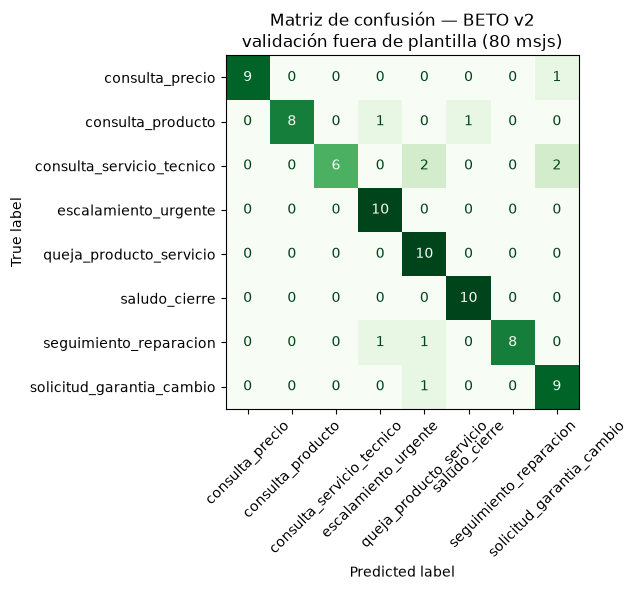 Matriz de confusión — BETO v2
validación fuera de plantilla (80 msjs)
True label
consulta_precio 9 0 0 0 0 0 0 1
consulta_producto 0 8 0 1 0 1 0 0
consulta_servicio_tecnico 0 0 6 0 2 0 0 2
escalamiento_urgente 0 0 0 10 0 0 0 0
queja_producto_servicio 0 0 0 0 10 0 0 0
saludo_cierre 0 0 0 0 0 10 0 0
seguimiento_reparacion 0 0 0 1 1 0 8 0
solicitud_garantia_cambio 0 0 0 0 1 0 0 9
consulta_precio
consulta_producto
consulta_servicio_tecnico
escalamiento_urgente
queja_producto_servicio
saludo_cierre
seguimiento_reparacion
solicitud_garantia_cambio
Predicted label